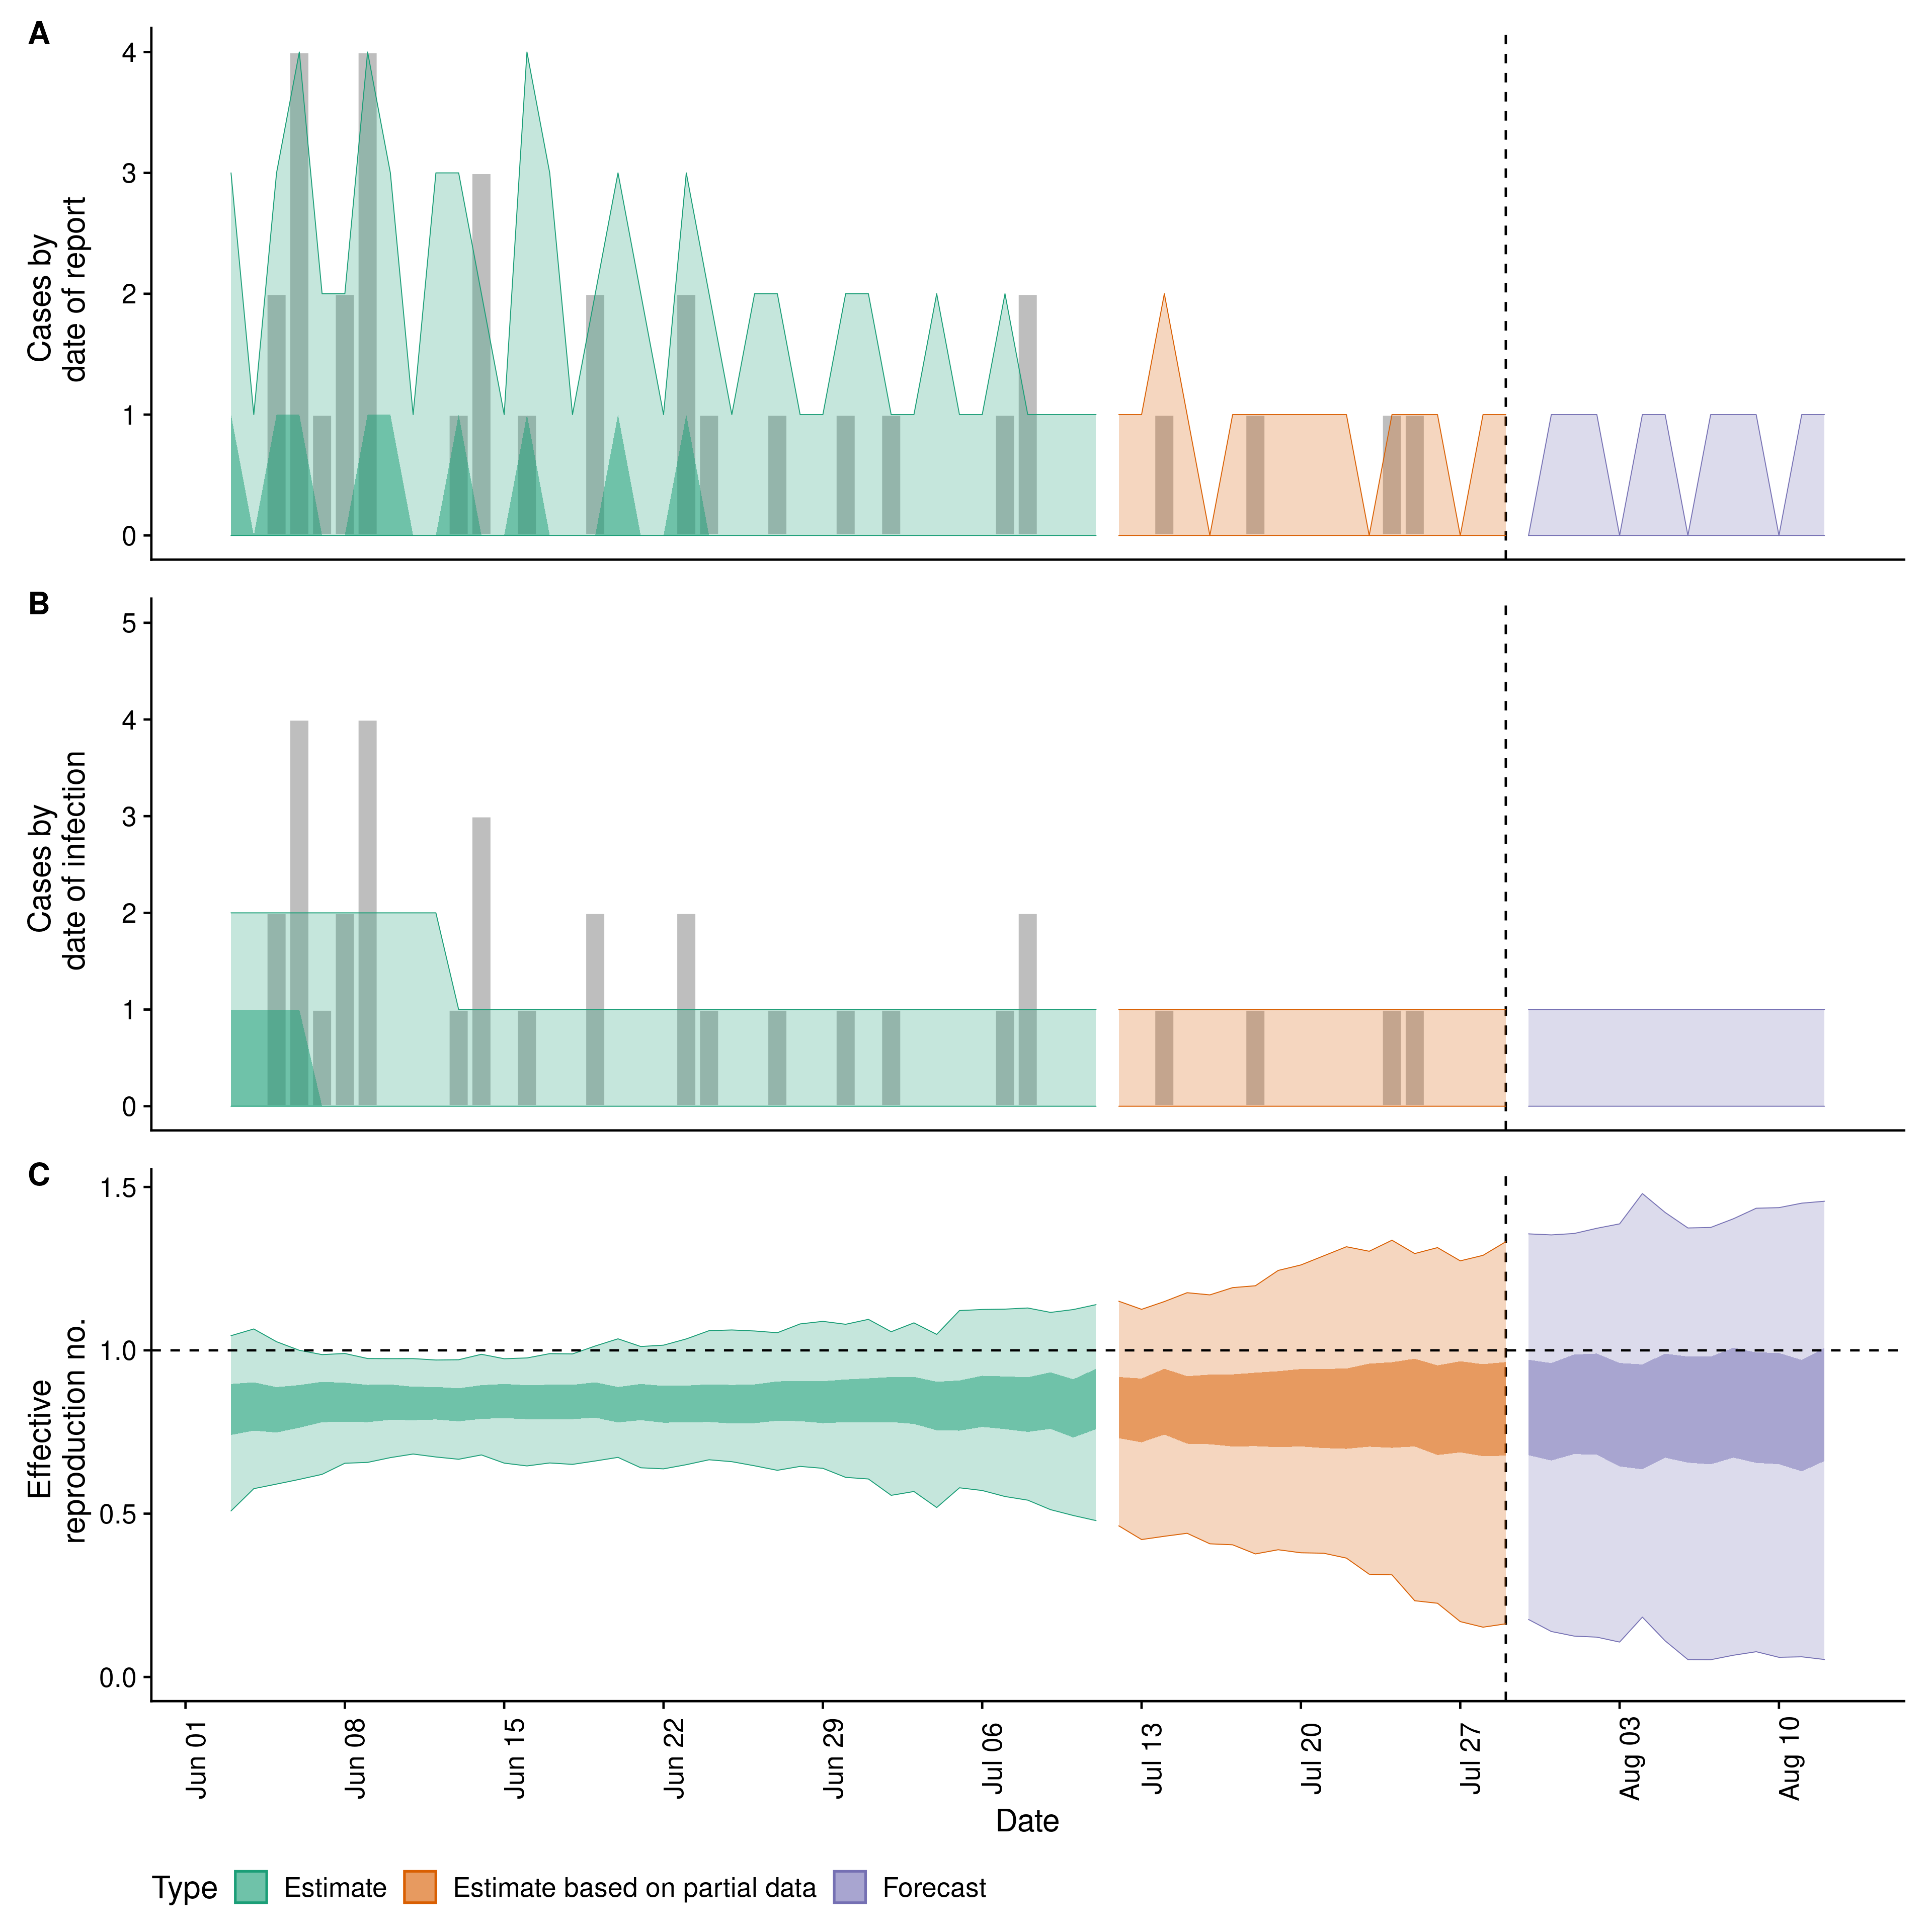 A
Cases by
date of report
4
3
2
1
0
B
Cases by
date of infection
5
4
3
2
1
0
C
Effective
reproduction no.
1.5
1.0
0.5
0.0
Jun 01
Jun 08
Jun 15
Jun 22
Jun 29
Jul 06
Jul 13
Jul 20
Jul 27
Aug 03
Aug 10
Date
Type Estimate Estimate based on partial data Forecast